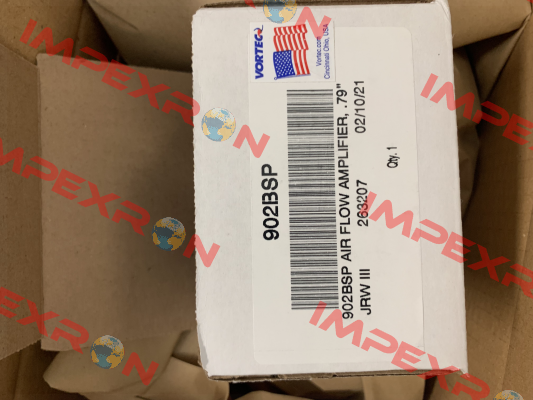 VORTEC
Vortec.com
Cincinnati Ohio, USA
902BSP
902BSP AIR FLOW AMPLIFIER, .79"
JRW III 263207 02/10/21
Qty. 1
IMPEXRON
IMPEXRON
IMPEXRON
IMPEXRON
IMPEXRON
IMPEXRON